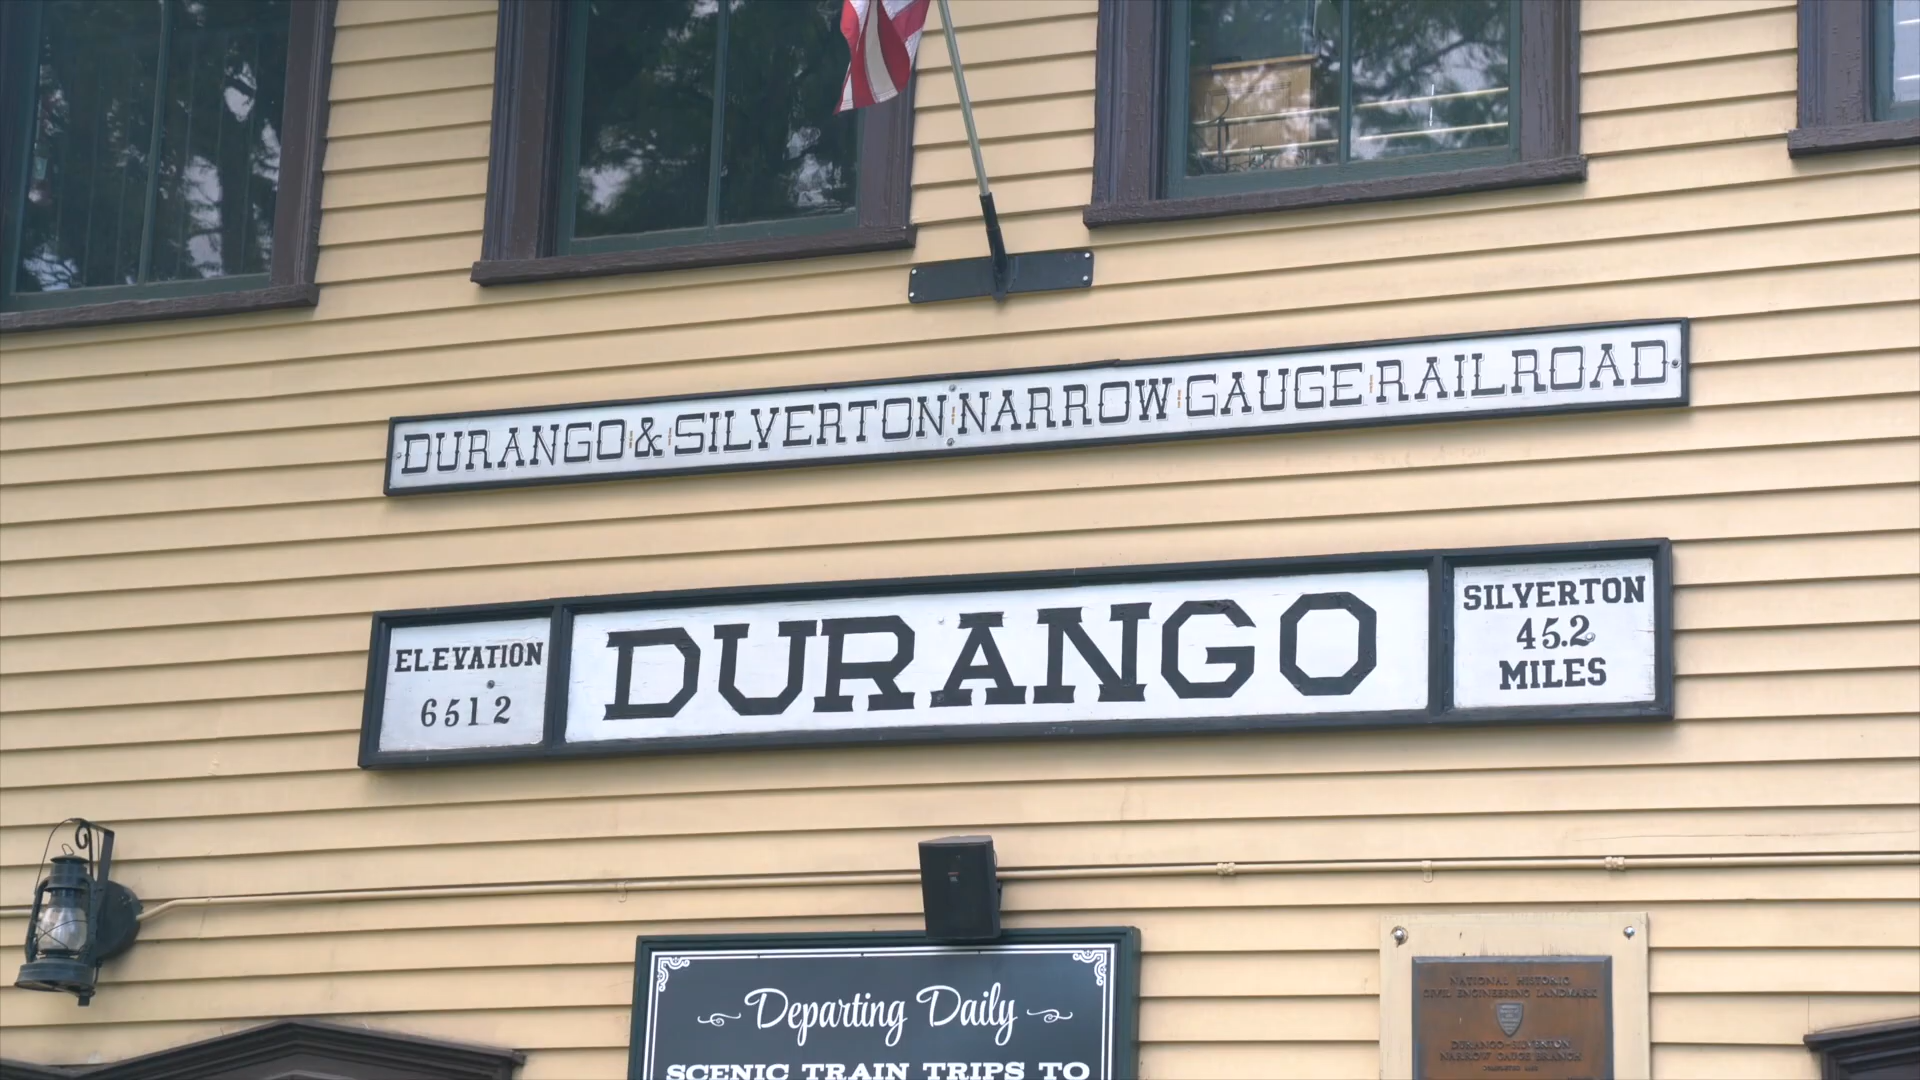 DURANGO & SILVERTON NARROW GAUGE RAILROAD
ELEVATION
6512
DURANGO
SILVERTON
45.2
MILES
Departing Daily
SCENIC TRAIN TRIPS TO
NATIONAL HISTORIC
CIVIL ENGINEERING LANDMARK
DURANGO-SILVERTON
NARROW GAUGE BRANCH